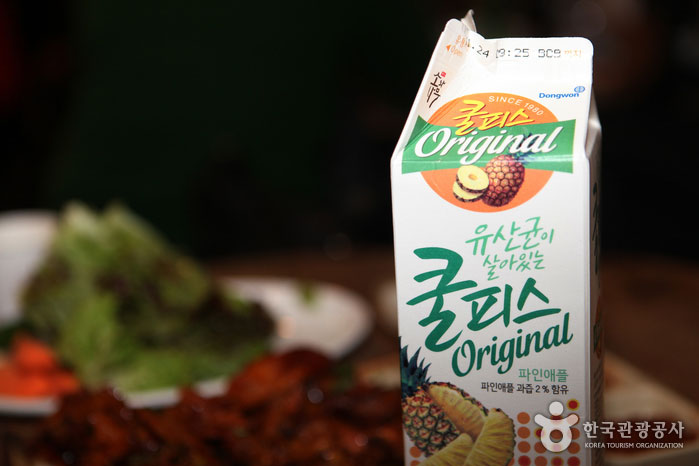 Dongwon
SINCE 1980
쿨피스
Original
유산균이
살아있는
쿨피스
Original
파인애플
파인애플 과즙 2% 함유
한국관광공사
KOREA TOURISM ORGANIZATION